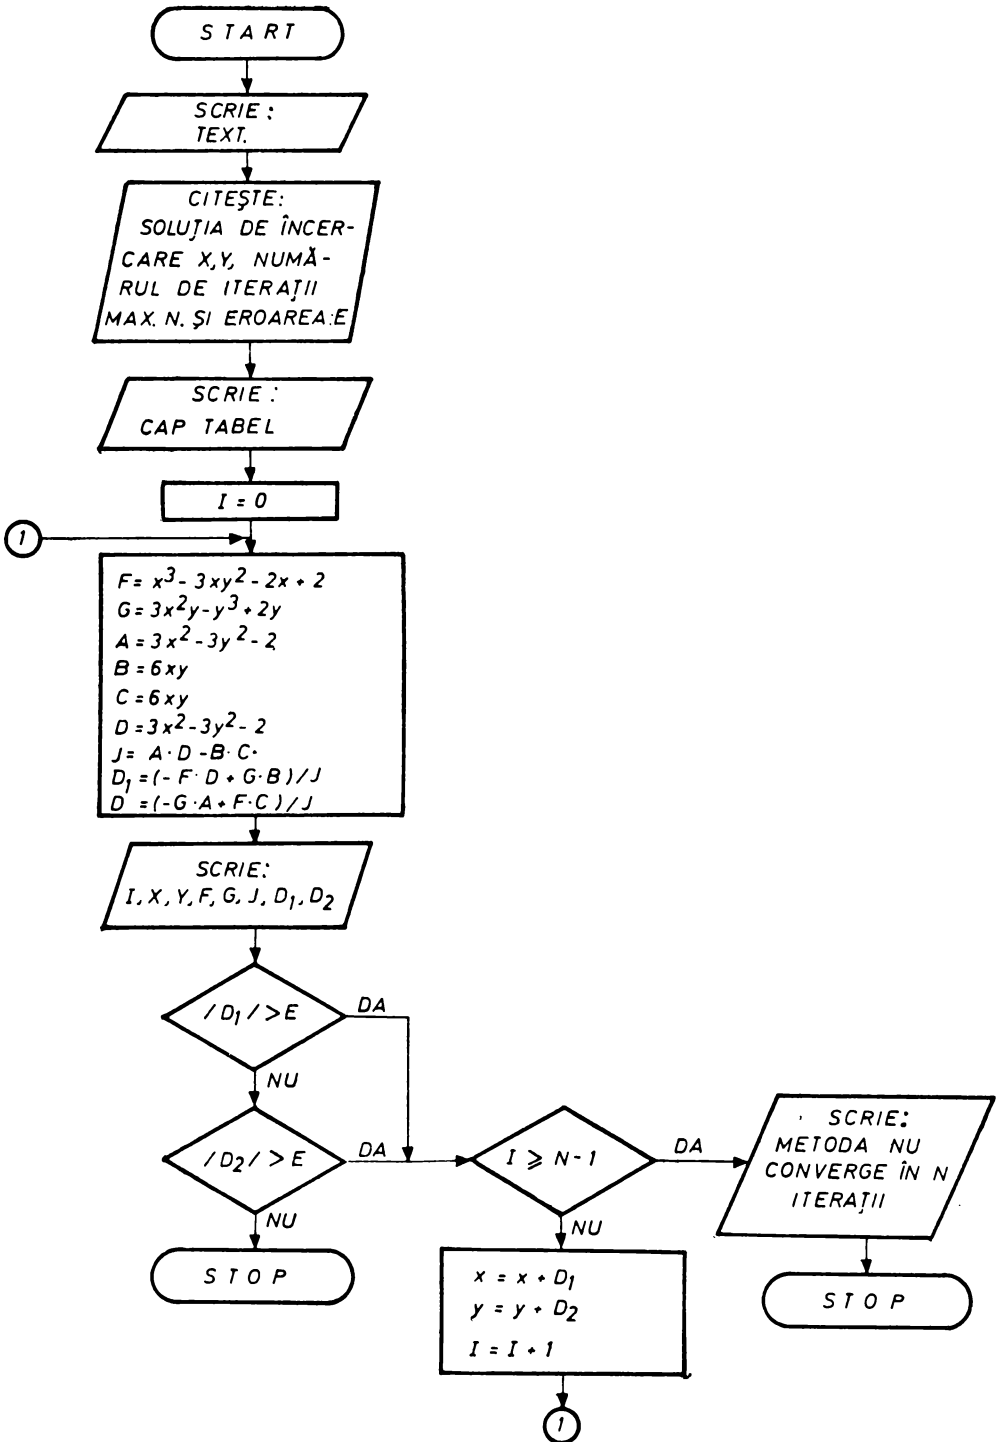 START
SCRIE:
TEXT.
CITEŞTE:
SOLUŢIA DE ÎNCER-
CARE X,Y, NUMĂ-
RUL DE ITERAŢII
MAX. N. ŞI EROAREA:E
SCRIE:
CAP TABEL
I = 0
1
F = x³ - 3xy² - 2x + 2
G = 3x²y - y³ + 2y
A = 3x² - 3y² - 2
B = 6xy
C = 6xy
D = 3x² - 3y² - 2
J = A·D - B·C·
D₁ = (-F·D + G·B)/J
D = (-G·A + F·C)/J
SCRIE:
I, X, Y, F, G, J, D₁, D₂
/D₁/ > E
DA
NU
/D₂/ > E
DA
NU
STOP
I ⩾ N-1
DA
NU
SCRIE:
METODA NU
CONVERGE ÎN N
ITERAŢII
STOP
x = x + D₁
y = y + D₂
I = I + 1
1